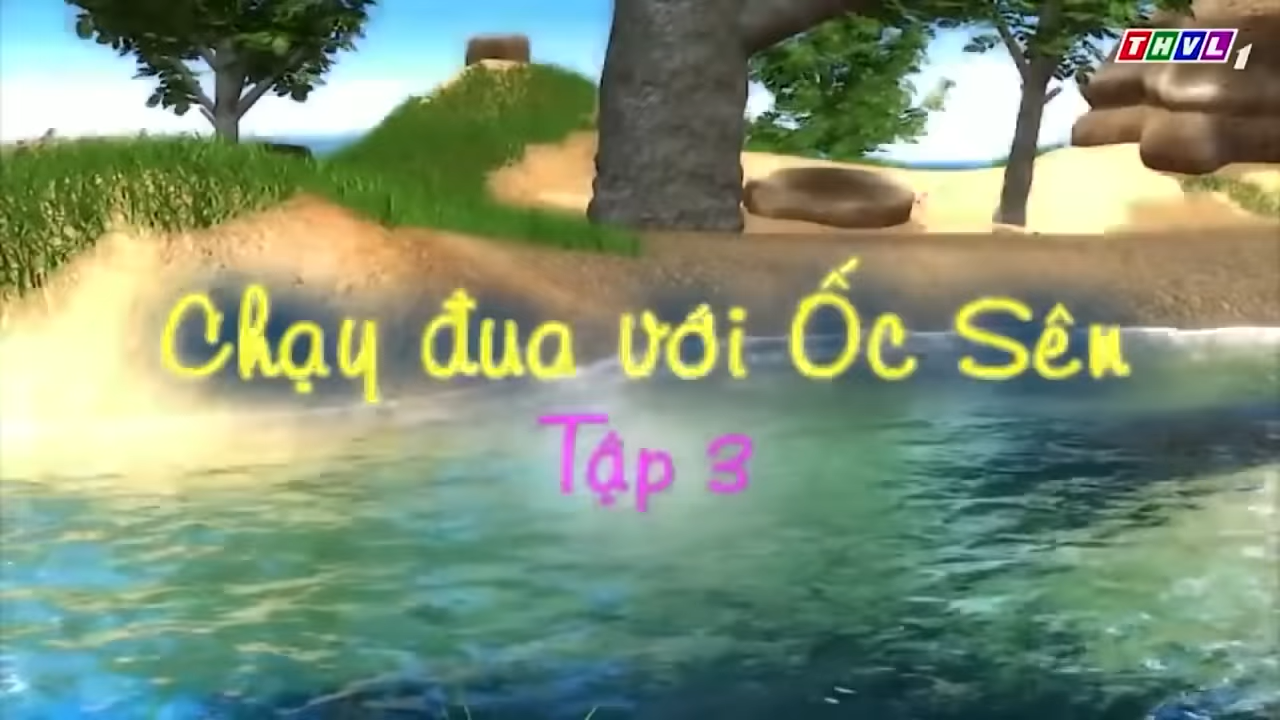 THVL1
Chạy đua với Ốc Sên
Tập 3